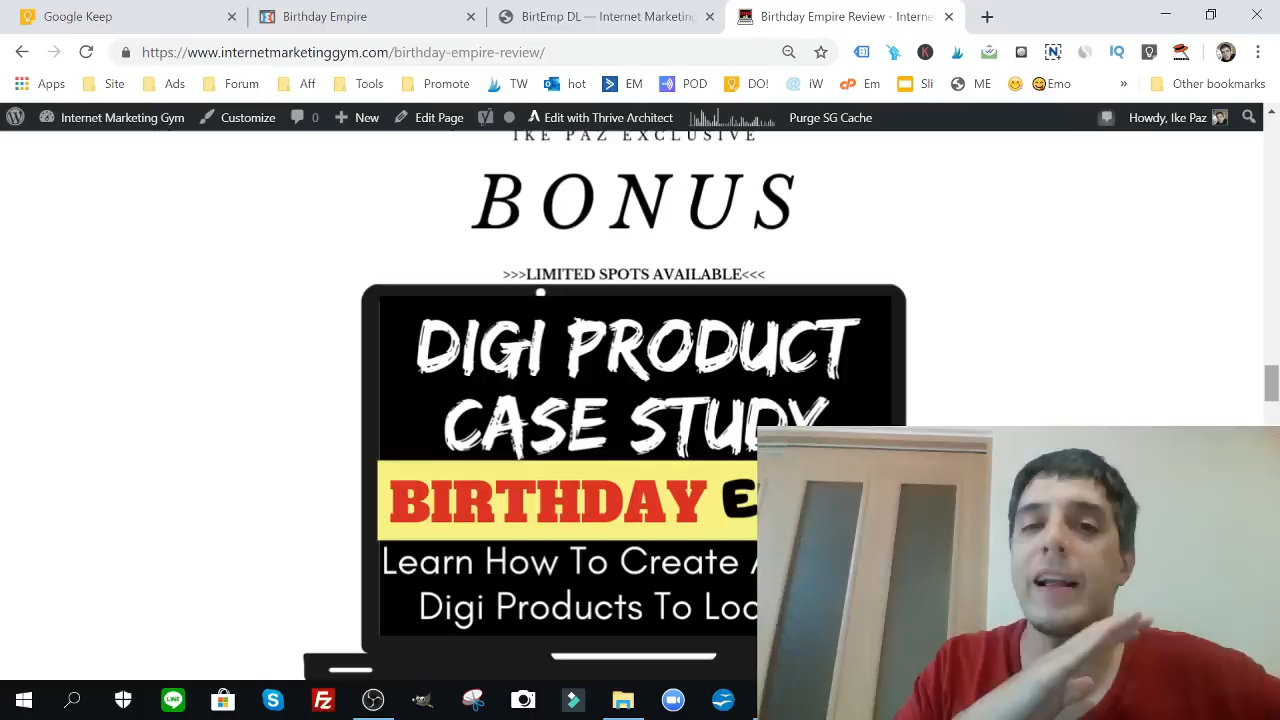 Google Keep
Birthday Empire
BirtEmp DL — Internet Marketing
Birthday Empire Review - Interne
https://www.internetmarketinggym.com/birthday-empire-review/
Apps
Site
Ads
Forum
Aff
Tools
Promote
TW
hot
EM
POD
DO!
iW
Em
Sli
ME
Emo
»
Other bookmarks
Internet Marketing Gym
Customize
0
New
Edit Page
Edit with Thrive Architect
Purge SG Cache
Howdy, Ike Paz
IKE PAZ EXCLUSIVE
BONUS
>>>LIMITED SPOTS AVAILABLE<<<
DIGI PRODUCT
CASE STUDY
BIRTHDAY E
Learn How To Create A
Digi Products To Loc